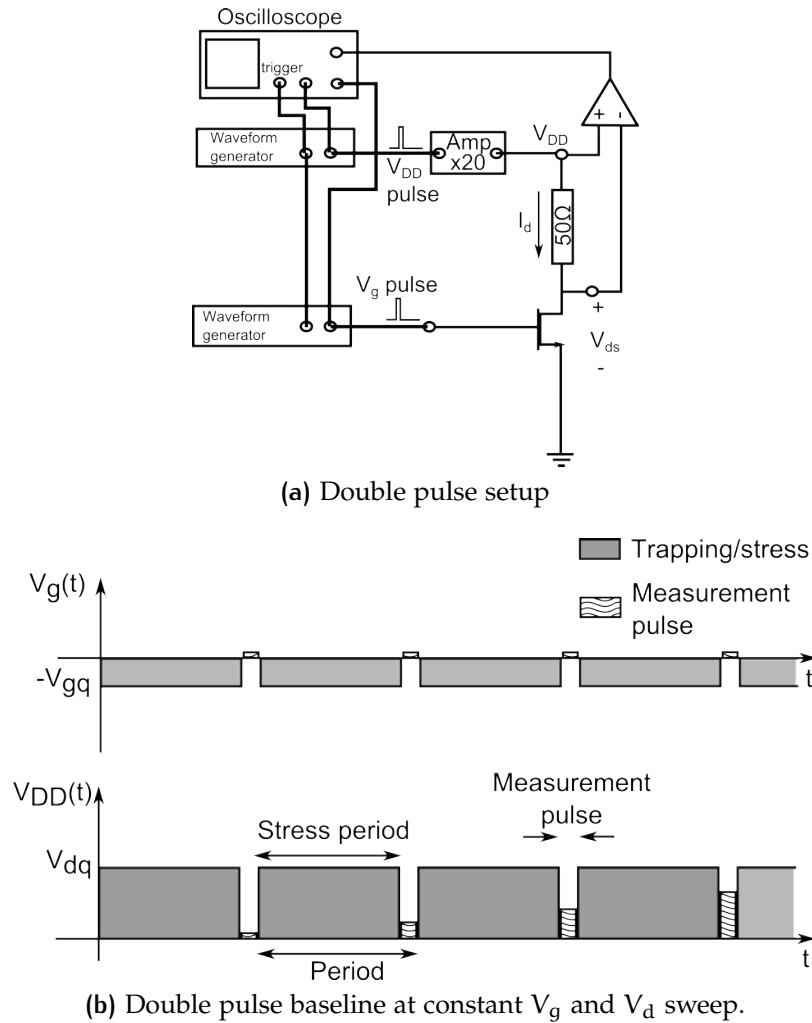 Oscilloscope
trigger
Waveform
generator
V_DD
pulse
Amp
x20
V_DD
+ -
I_d
50Ω
V_g pulse
Waveform
generator
+
V_ds
-
(a) Double pulse setup
Trapping/stress
Measurement
pulse
V_g(t)
-V_gq
t
V_DD(t)
Measurement
pulse
Stress period
V_dq
Period
t
(b) Double pulse baseline at constant V_g and V_d sweep.